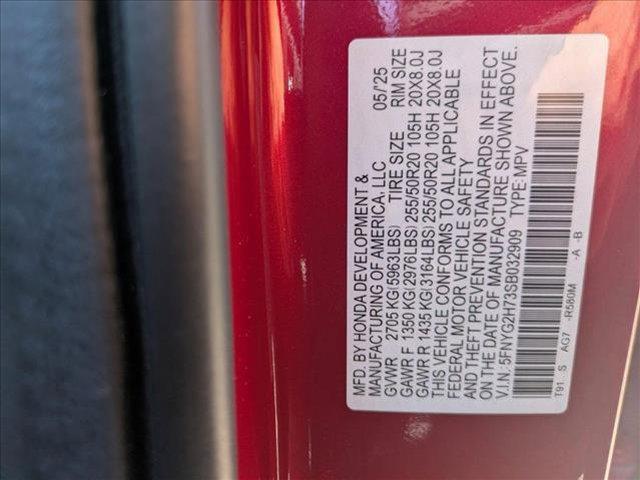 MFD. BY HONDA DEVELOPMENT &
MANUFACTURING OF AMERICA, LLC 05/'25
GVWR 2705KG(5963LBS) TIRE SIZE RIM SIZE
GAWR F 1350 KG(2976LBS) 255/50R20 105H 20X8.0J
GAWR R 1435 KG(3164LBS) 255/50R20 105H 20X8.0J
THIS VEHICLE CONFORMS TO ALL APPLICABLE
FEDERAL MOTOR VEHICLE SAFETY
AND THEFT PREVENTION STANDARDS IN EFFECT
ON THE DATE OF MANUFACTURE SHOWN ABOVE.
V.I.N: 5FNYG2H73SB032909 TYPE:MPV
T91 S AG7 -R580M -A -B